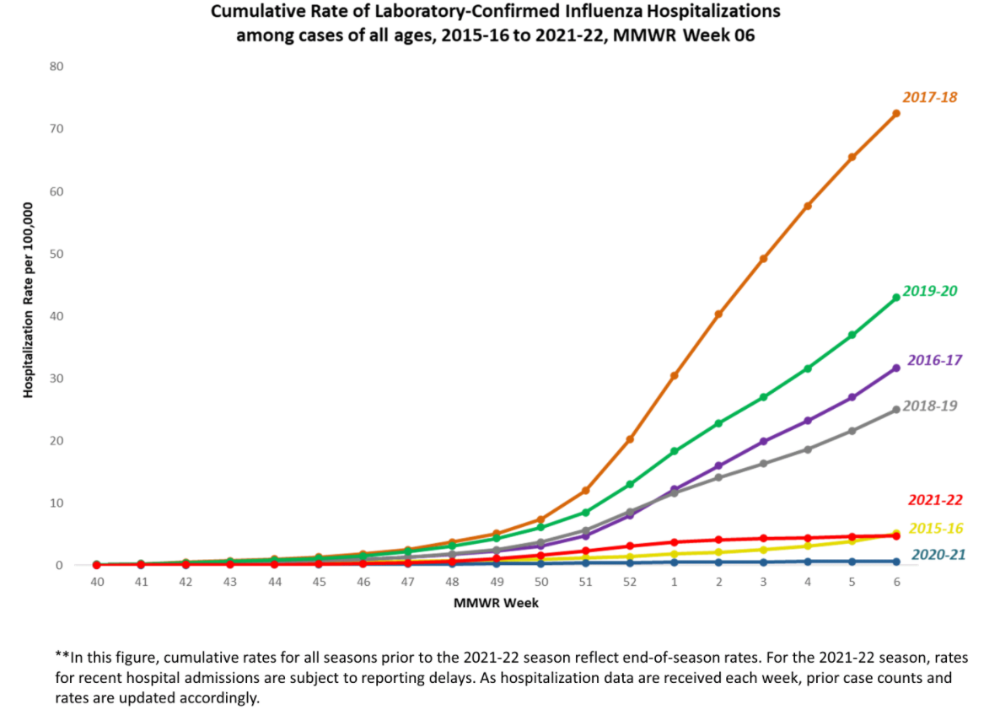 Cumulative Rate of Laboratory-Confirmed Influenza Hospitalizations
among cases of all ages, 2015-16 to 2021-22, MMWR Week 06
80
70
60
50
40
30
20
10
0
Hospitalization Rate per 100,000
2017-18
2019-20
2016-17
2018-19
2021-22
2015-16
2020-21
40 41 42 43 44 45 46 47 48 49 50 51 52 1 2 3 4 5 6
MMWR Week
**In this figure, cumulative rates for all seasons prior to the 2021-22 season reflect end-of-season rates. For the 2021-22 season, rates
for recent hospital admissions are subject to reporting delays. As hospitalization data are received each week, prior case counts and
rates are updated accordingly.